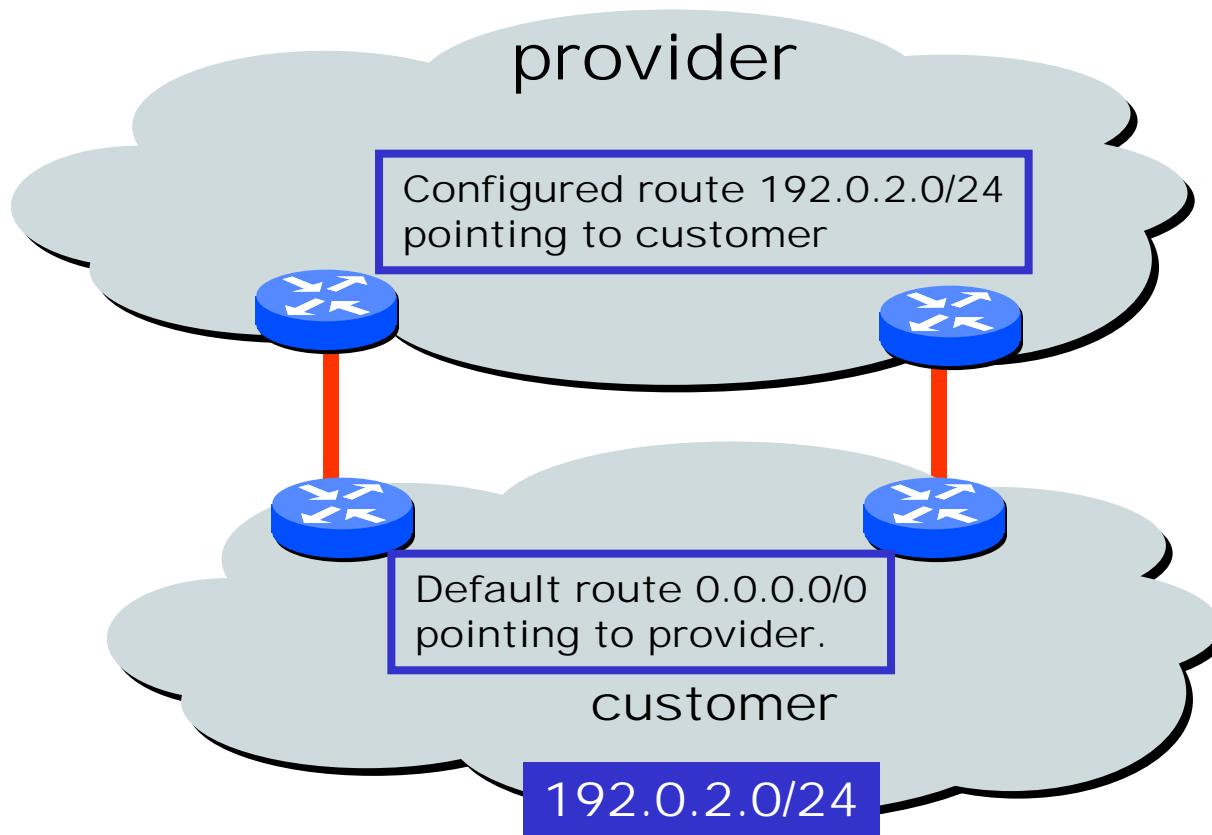 provider
Configured route 192.0.2.0/24
pointing to customer
Default route 0.0.0.0/0
pointing to provider.
customer
192.0.2.0/24